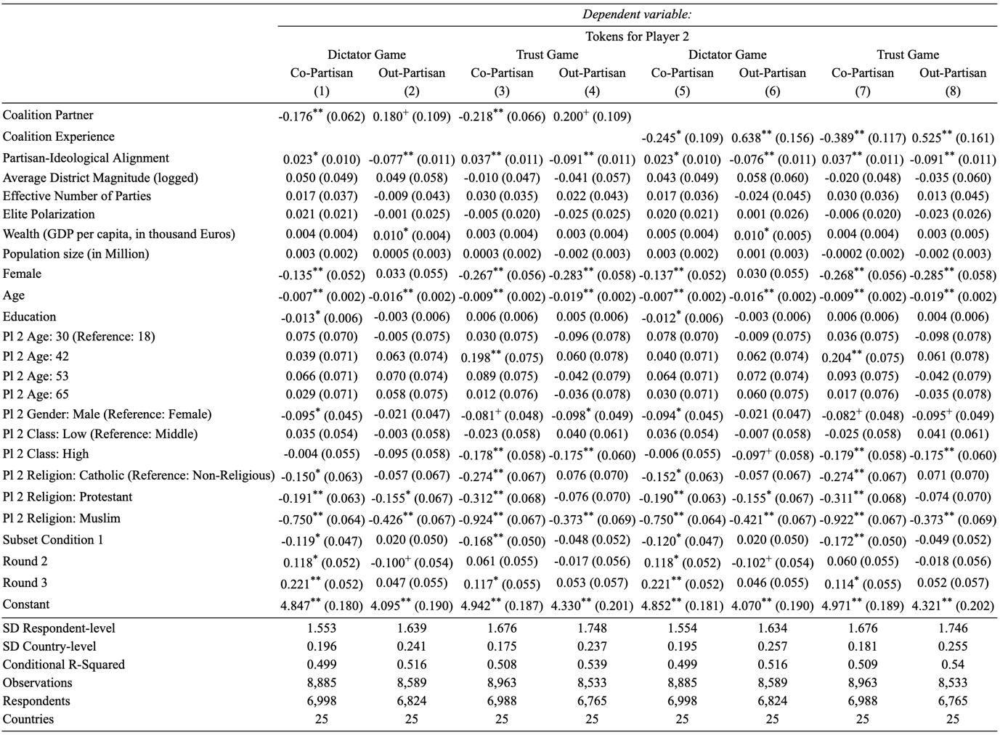 Dependent variable:
Tokens for Player 2
Dictator Game Trust Game Dictator Game Trust Game
Co-Partisan Out-Partisan Co-Partisan Out-Partisan Co-Partisan Out-Partisan Co-Partisan Out-Partisan
(1) (2) (3) (4) (5) (6) (7) (8)
Coalition Partner -0.176** (0.062) 0.180+ (0.109) -0.218** (0.066) 0.200+ (0.109)
Coalition Experience -0.245* (0.109) 0.638** (0.156) -0.389** (0.117) 0.525** (0.161)
Partisan-Ideological Alignment 0.023* (0.010) -0.077** (0.011) 0.037** (0.011) -0.091** (0.011) 0.023* (0.010) -0.076** (0.011) 0.037** (0.011) -0.091** (0.011)
Average District Magnitude (logged) 0.050 (0.049) 0.049 (0.058) -0.010 (0.047) -0.041 (0.057) 0.043 (0.049) 0.058 (0.060) -0.020 (0.048) -0.035 (0.060)
Effective Number of Parties 0.017 (0.037) -0.009 (0.043) 0.030 (0.035) 0.022 (0.043) 0.017 (0.036) -0.024 (0.045) 0.030 (0.036) 0.013 (0.045)
Elite Polarization 0.021 (0.021) -0.001 (0.025) -0.005 (0.020) -0.025 (0.025) 0.020 (0.021) 0.001 (0.026) -0.006 (0.020) -0.023 (0.026)
Wealth (GDP per capita, in thousand Euros) 0.004 (0.004) 0.010* (0.004) 0.003 (0.004) 0.003 (0.004) 0.005 (0.004) 0.010* (0.005) 0.004 (0.004) 0.003 (0.005)
Population size (in Million) 0.003 (0.002) 0.0005 (0.003) 0.0003 (0.002) -0.002 (0.003) 0.003 (0.002) 0.001 (0.003) -0.0002 (0.002) -0.002 (0.003)
Female -0.135** (0.052) 0.033 (0.055) -0.267** (0.056) -0.283** (0.058) -0.137** (0.052) 0.030 (0.055) -0.268** (0.056) -0.285** (0.058)
Age -0.007** (0.002) -0.016** (0.002) -0.009** (0.002) -0.019** (0.002) -0.007** (0.002) -0.016** (0.002) -0.009** (0.002) -0.019** (0.002)
Education -0.013* (0.006) -0.003 (0.006) 0.006 (0.006) 0.005 (0.006) -0.012* (0.006) -0.003 (0.006) 0.006 (0.006) 0.004 (0.006)
Pl 2 Age: 30 (Reference: 18) 0.075 (0.070) -0.005 (0.075) 0.030 (0.075) -0.096 (0.078) 0.078 (0.070) -0.009 (0.075) 0.036 (0.075) -0.098 (0.078)
Pl 2 Age: 42 0.039 (0.071) 0.063 (0.074) 0.198** (0.075) 0.060 (0.078) 0.040 (0.071) 0.062 (0.074) 0.204** (0.075) 0.061 (0.078)
Pl 2 Age: 53 0.066 (0.071) 0.070 (0.074) 0.089 (0.075) -0.042 (0.079) 0.064 (0.071) 0.072 (0.074) 0.093 (0.075) -0.042 (0.079)
Pl 2 Age: 65 0.029 (0.071) 0.058 (0.075) 0.012 (0.076) -0.036 (0.078) 0.030 (0.071) 0.060 (0.075) 0.017 (0.076) -0.035 (0.078)
Pl 2 Gender: Male (Reference: Female) -0.095* (0.045) -0.021 (0.047) -0.081+ (0.048) -0.098* (0.049) -0.094* (0.045) -0.021 (0.047) -0.082+ (0.048) -0.095+ (0.049)
Pl 2 Class: Low (Reference: Middle) 0.035 (0.054) -0.003 (0.058) -0.023 (0.058) 0.040 (0.061) 0.036 (0.054) -0.007 (0.058) -0.025 (0.058) 0.041 (0.061)
Pl 2 Class: High -0.004 (0.055) -0.095 (0.058) -0.178** (0.058) -0.175** (0.060) -0.006 (0.055) -0.097+ (0.058) -0.179** (0.058) -0.175** (0.060)
Pl 2 Religion: Catholic (Reference: Non-Religious) -0.150* (0.063) -0.057 (0.067) -0.274** (0.067) 0.076 (0.070) -0.152* (0.063) -0.057 (0.067) -0.274** (0.067) 0.071 (0.070)
Pl 2 Religion: Protestant -0.191** (0.063) -0.155* (0.067) -0.312** (0.068) -0.076 (0.070) -0.190** (0.063) -0.155* (0.067) -0.311** (0.068) -0.074 (0.070)
Pl 2 Religion: Muslim -0.750** (0.064) -0.426** (0.067) -0.924** (0.067) -0.373** (0.069) -0.750** (0.064) -0.421** (0.067) -0.922** (0.067) -0.373** (0.069)
Subset Condition 1 -0.119* (0.047) 0.020 (0.050) -0.168** (0.050) -0.048 (0.052) -0.120* (0.047) 0.020 (0.050) -0.172** (0.050) -0.049 (0.052)
Round 2 0.118* (0.052) -0.100+ (0.054) 0.061 (0.055) -0.017 (0.056) 0.118* (0.052) -0.102+ (0.054) 0.060 (0.055) -0.018 (0.056)
Round 3 0.221** (0.052) 0.047 (0.055) 0.117* (0.055) 0.053 (0.057) 0.221** (0.052) 0.046 (0.055) 0.114* (0.055) 0.052 (0.057)
Constant 4.847** (0.180) 4.095** (0.190) 4.942** (0.187) 4.330** (0.201) 4.852** (0.181) 4.070** (0.190) 4.971** (0.189) 4.321** (0.202)
SD Respondent-level 1.553 1.639 1.676 1.748 1.554 1.634 1.676 1.746
SD Country-level 0.196 0.241 0.175 0.237 0.195 0.257 0.181 0.255
Conditional R-Squared 0.499 0.516 0.508 0.539 0.499 0.516 0.509 0.54
Observations 8,885 8,589 8,963 8,533 8,885 8,589 8,963 8,533
Respondents 6,998 6,824 6,988 6,765 6,998 6,824 6,988 6,765
Countries 25 25 25 25 25 25 25 25